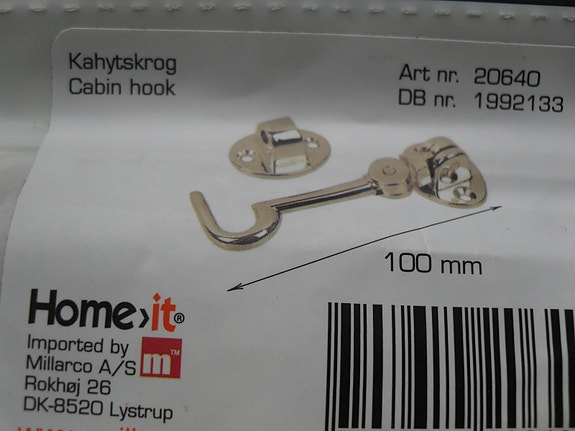 Kahytskrog
Cabin hook
Art nr. 20640
DB nr. 1992133
100 mm
Home>it®
Imported by
Millarco A/S
Rokhøj 26
DK-8520 Lystrup
m™